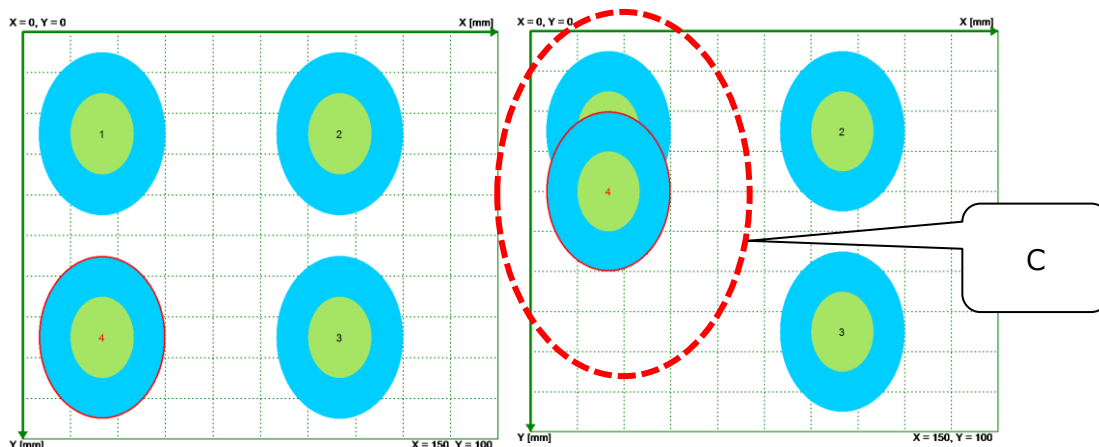 X = 0, Y = 0
X [mm]
1
2
4
3
Y [mm]
X = 150, Y = 100
X = 0, Y = 0
X [mm]
2
4
3
Y [mm]
X = 150, Y = 100
C